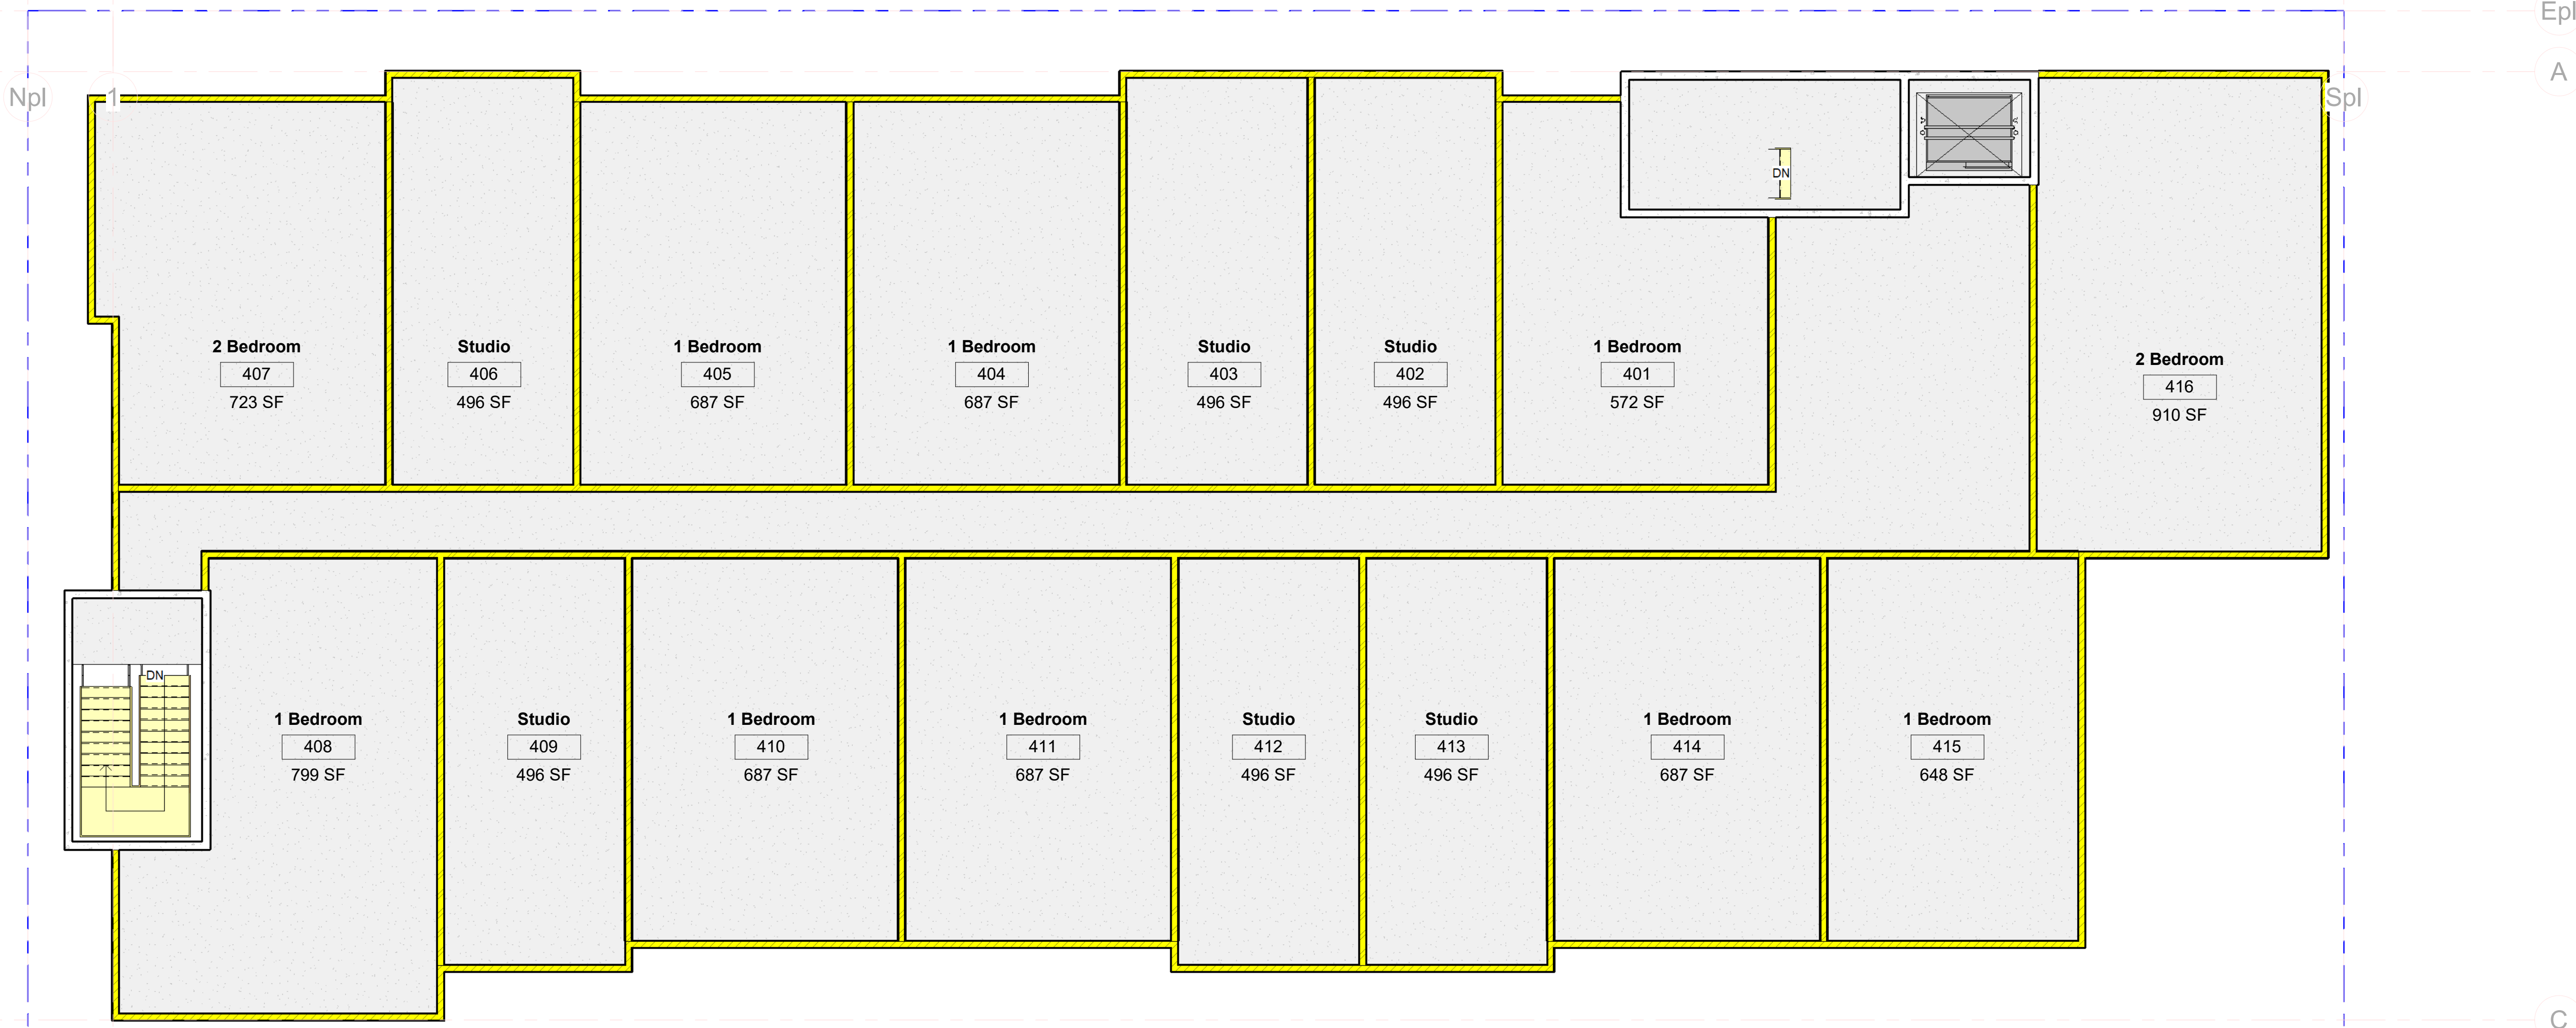 Epl
A
Npl
1
Spl
DN
2 Bedroom
407
723 SF
Studio
406
496 SF
1 Bedroom
405
687 SF
1 Bedroom
404
687 SF
Studio
403
496 SF
Studio
402
496 SF
1 Bedroom
401
572 SF
2 Bedroom
416
910 SF
DN
1 Bedroom
408
799 SF
Studio
409
496 SF
1 Bedroom
410
687 SF
1 Bedroom
411
687 SF
Studio
412
496 SF
Studio
413
496 SF
1 Bedroom
414
687 SF
1 Bedroom
415
648 SF
C